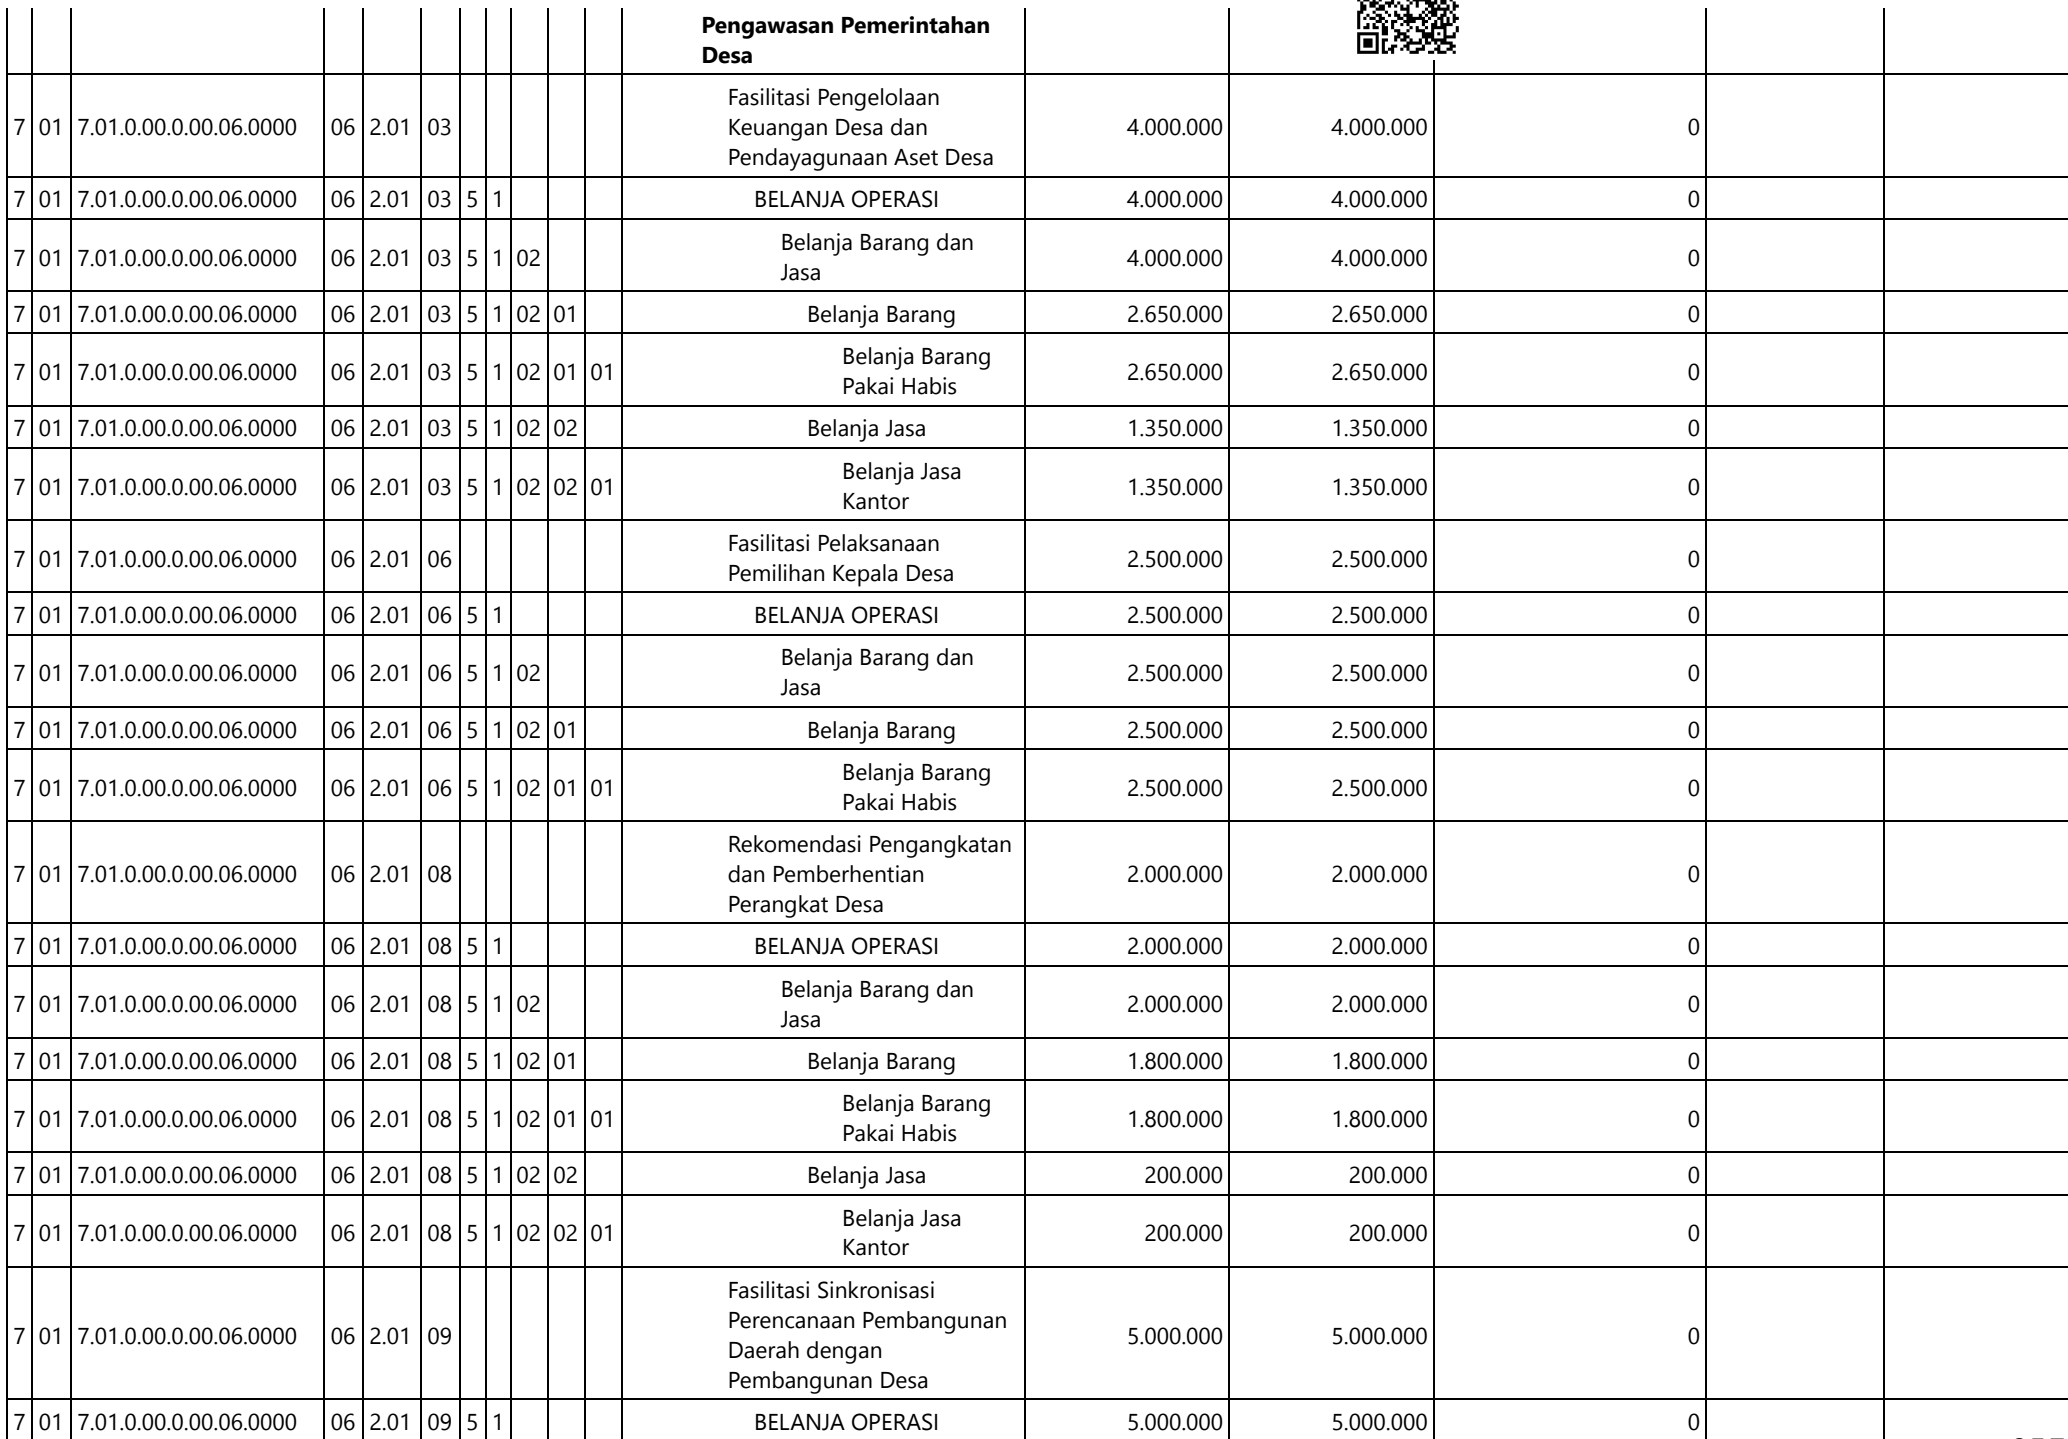 Pengawasan Pemerintahan
Desa
7 01 7.01.0.00.0.00.06.0000 06 2.01 03 Fasilitasi Pengelolaan
Keuangan Desa dan
Pendayagunaan Aset Desa 4.000.000 4.000.000 0
7 01 7.01.0.00.0.00.06.0000 06 2.01 03 5 1 BELANJA OPERASI 4.000.000 4.000.000 0
7 01 7.01.0.00.0.00.06.0000 06 2.01 03 5 1 02 Belanja Barang dan
Jasa 4.000.000 4.000.000 0
7 01 7.01.0.00.0.00.06.0000 06 2.01 03 5 1 02 01 Belanja Barang 2.650.000 2.650.000 0
7 01 7.01.0.00.0.00.06.0000 06 2.01 03 5 1 02 01 01 Belanja Barang
Pakai Habis 2.650.000 2.650.000 0
7 01 7.01.0.00.0.00.06.0000 06 2.01 03 5 1 02 02 Belanja Jasa 1.350.000 1.350.000 0
7 01 7.01.0.00.0.00.06.0000 06 2.01 03 5 1 02 02 01 Belanja Jasa
Kantor 1.350.000 1.350.000 0
7 01 7.01.0.00.0.00.06.0000 06 2.01 06 Fasilitasi Pelaksanaan
Pemilihan Kepala Desa 2.500.000 2.500.000 0
7 01 7.01.0.00.0.00.06.0000 06 2.01 06 5 1 BELANJA OPERASI 2.500.000 2.500.000 0
7 01 7.01.0.00.0.00.06.0000 06 2.01 06 5 1 02 Belanja Barang dan
Jasa 2.500.000 2.500.000 0
7 01 7.01.0.00.0.00.06.0000 06 2.01 06 5 1 02 01 Belanja Barang 2.500.000 2.500.000 0
7 01 7.01.0.00.0.00.06.0000 06 2.01 06 5 1 02 01 01 Belanja Barang
Pakai Habis 2.500.000 2.500.000 0
7 01 7.01.0.00.0.00.06.0000 06 2.01 08 Rekomendasi Pengangkatan
dan Pemberhentian
Perangkat Desa 2.000.000 2.000.000 0
7 01 7.01.0.00.0.00.06.0000 06 2.01 08 5 1 BELANJA OPERASI 2.000.000 2.000.000 0
7 01 7.01.0.00.0.00.06.0000 06 2.01 08 5 1 02 Belanja Barang dan
Jasa 2.000.000 2.000.000 0
7 01 7.01.0.00.0.00.06.0000 06 2.01 08 5 1 02 01 Belanja Barang 1.800.000 1.800.000 0
7 01 7.01.0.00.0.00.06.0000 06 2.01 08 5 1 02 01 01 Belanja Barang
Pakai Habis 1.800.000 1.800.000 0
7 01 7.01.0.00.0.00.06.0000 06 2.01 08 5 1 02 02 Belanja Jasa 200.000 200.000 0
7 01 7.01.0.00.0.00.06.0000 06 2.01 08 5 1 02 02 01 Belanja Jasa
Kantor 200.000 200.000 0
7 01 7.01.0.00.0.00.06.0000 06 2.01 09 Fasilitasi Sinkronisasi
Perencanaan Pembangunan
Daerah dengan
Pembangunan Desa 5.000.000 5.000.000 0
7 01 7.01.0.00.0.00.06.0000 06 2.01 09 5 1 BELANJA OPERASI 5.000.000 5.000.000 0